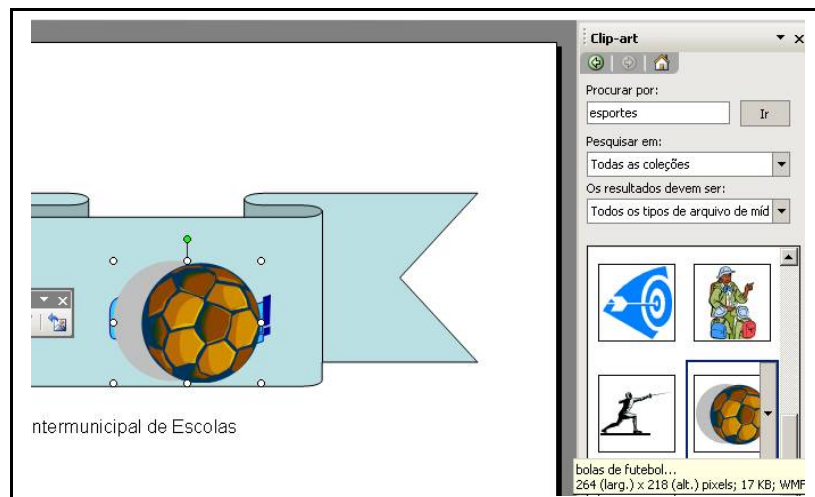 Clip-art
Procurar por:
esportes
Ir
Pesquisar em:
Todas as coleções
Os resultados devem ser:
Todos os tipos de arquivo de míd
ntermunicipal de Escolas
bolas de futebol...
264 (larg.) x 218 (alt.) pixels; 17 KB; WMF